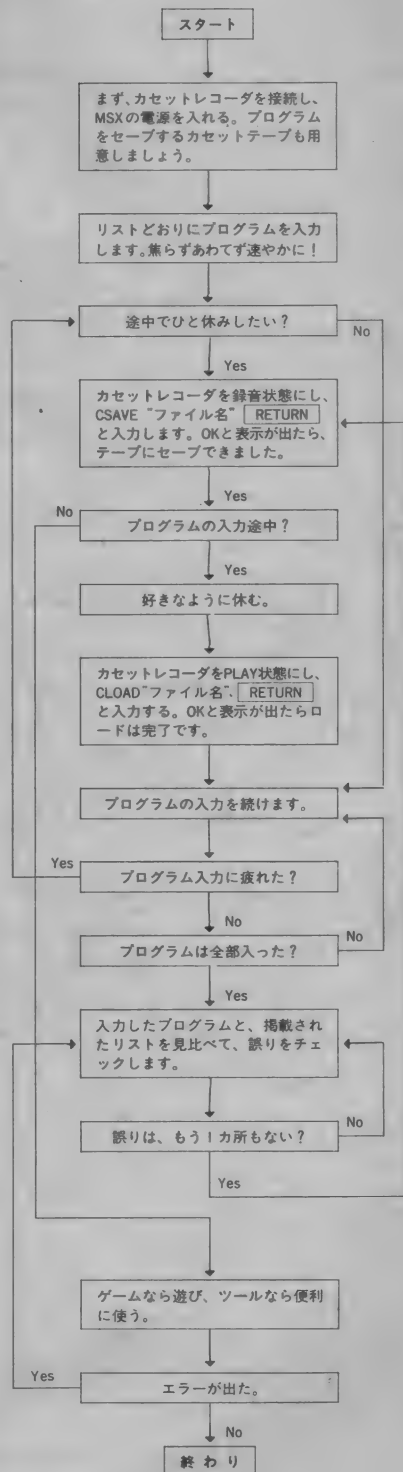 スタート
まず、カセットレコーダを接続し、
MSXの電源を入れる。プログラム
をセーブするカセットテープも用
意しましょう。
リストどおりにプログラムを入力
します。焦らずあわてず速やかに！
途中でひと休みしたい？
No
Yes
カセットレコーダを録音状態にし、
CSAVE "ファイル名" RETURN
と入力します。OKと表示が出たら、
テープにセーブできました。
Yes
No
プログラムの入力途中？
Yes
好きなように休む。
カセットレコーダをPLAY状態にし、
CLOAD"ファイル名". RETURN
と入力する。OKと表示が出たらロ
ードは完了です。
プログラムの入力を続けます。
Yes
プログラム入力に疲れた？
No
プログラムは全部入った？
No
Yes
入力したプログラムと、掲載され
たリストを見比べて、誤りをチェ
ックします。
誤りは、もう１カ所もない？
No
Yes
ゲームなら遊び、ツールなら便利
に使う。
Yes
エラーが出た。
No
終わり